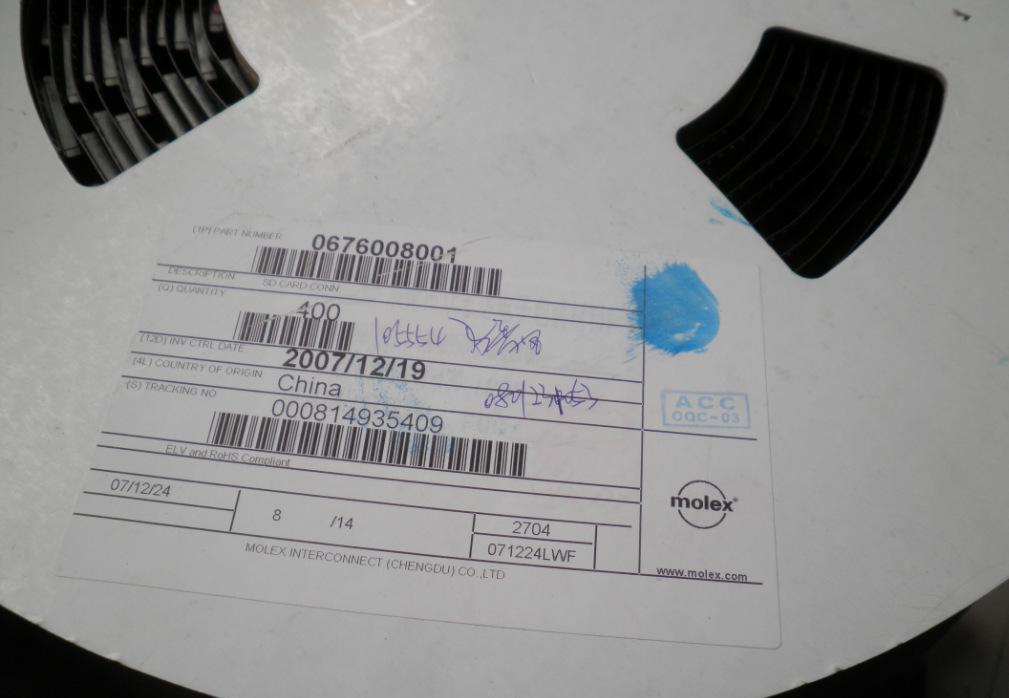 (1P) PART NUMBER 0676008001
DESCRIPTION SD CARD CONN
(Q) QUANTITY 400
(12D) INV CTRL DATE 2007/12/19
(4L) COUNTRY OF ORIGIN China
(S) TRACKING NO 000814935409
ELV and RoHS Compliant
07/12/24
8 /14
2704
071224LWF
MOLEX INTERCONNECT (CHENGDU) CO.,LTD
ACC
OQC-03
molex®
www.molex.com